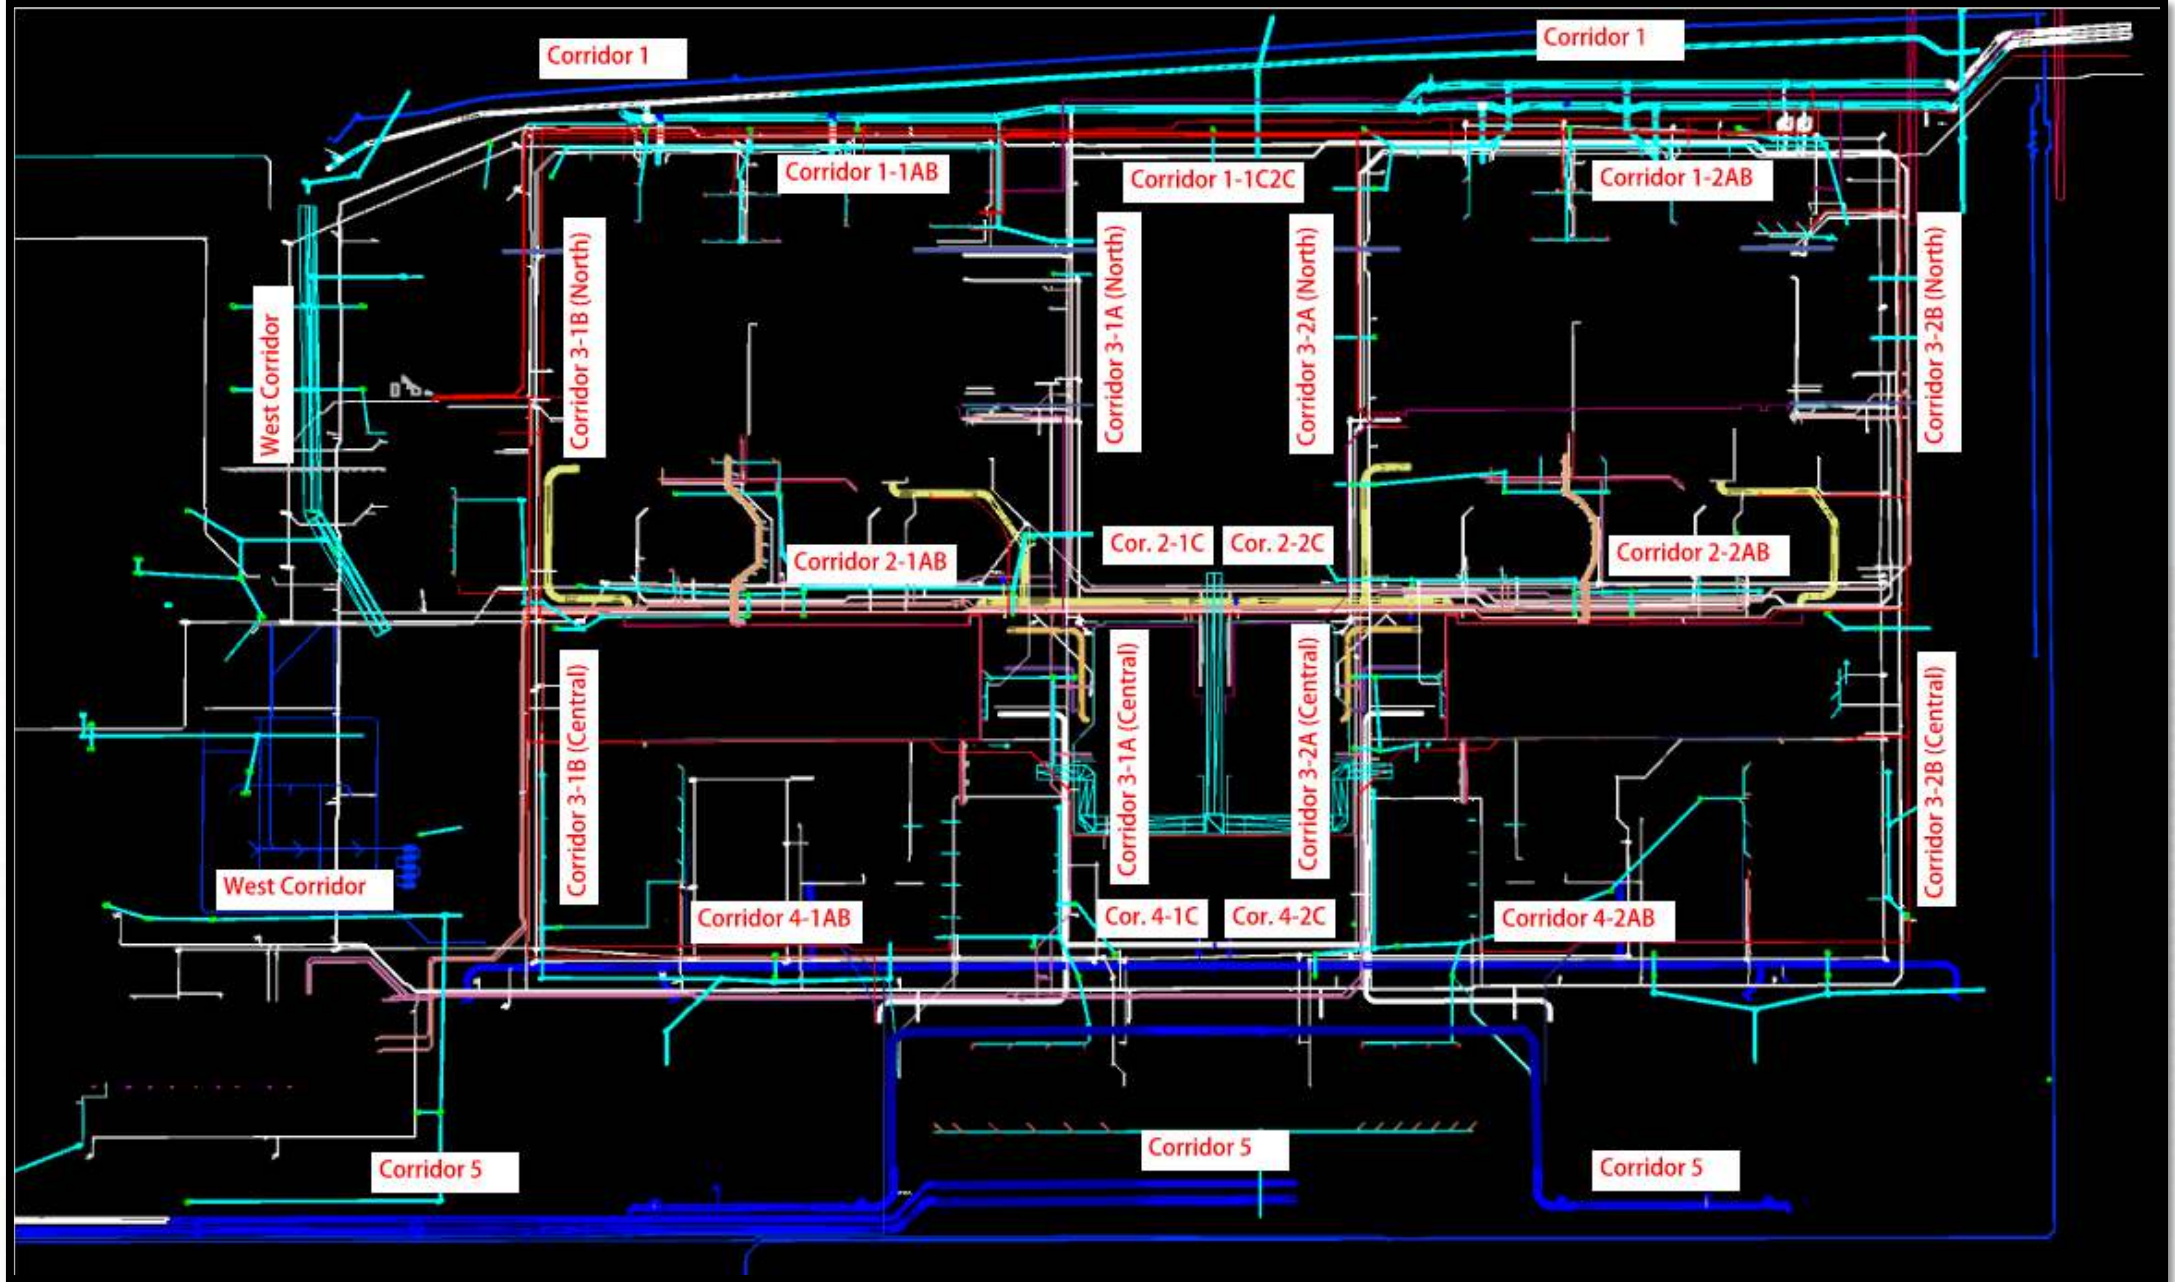 Corridor 1
Corridor 1
Corridor 1-1AB
Corridor 1-1C2C
Corridor 1-2AB
West Corridor
Corridor 3-1B (North)
Corridor 3-1A (North)
Corridor 3-2A (North)
Corridor 3-2B (North)
Corridor 2-1AB
Cor. 2-1C
Cor. 2-2C
Corridor 2-2AB
Corridor 3-1B (Central)
Corridor 3-1A (Central)
Corridor 3-2A (Central)
Corridor 3-2B (Central)
West Corridor
Corridor 4-1AB
Cor. 4-1C
Cor. 4-2C
Corridor 4-2AB
Corridor 5
Corridor 5
Corridor 5